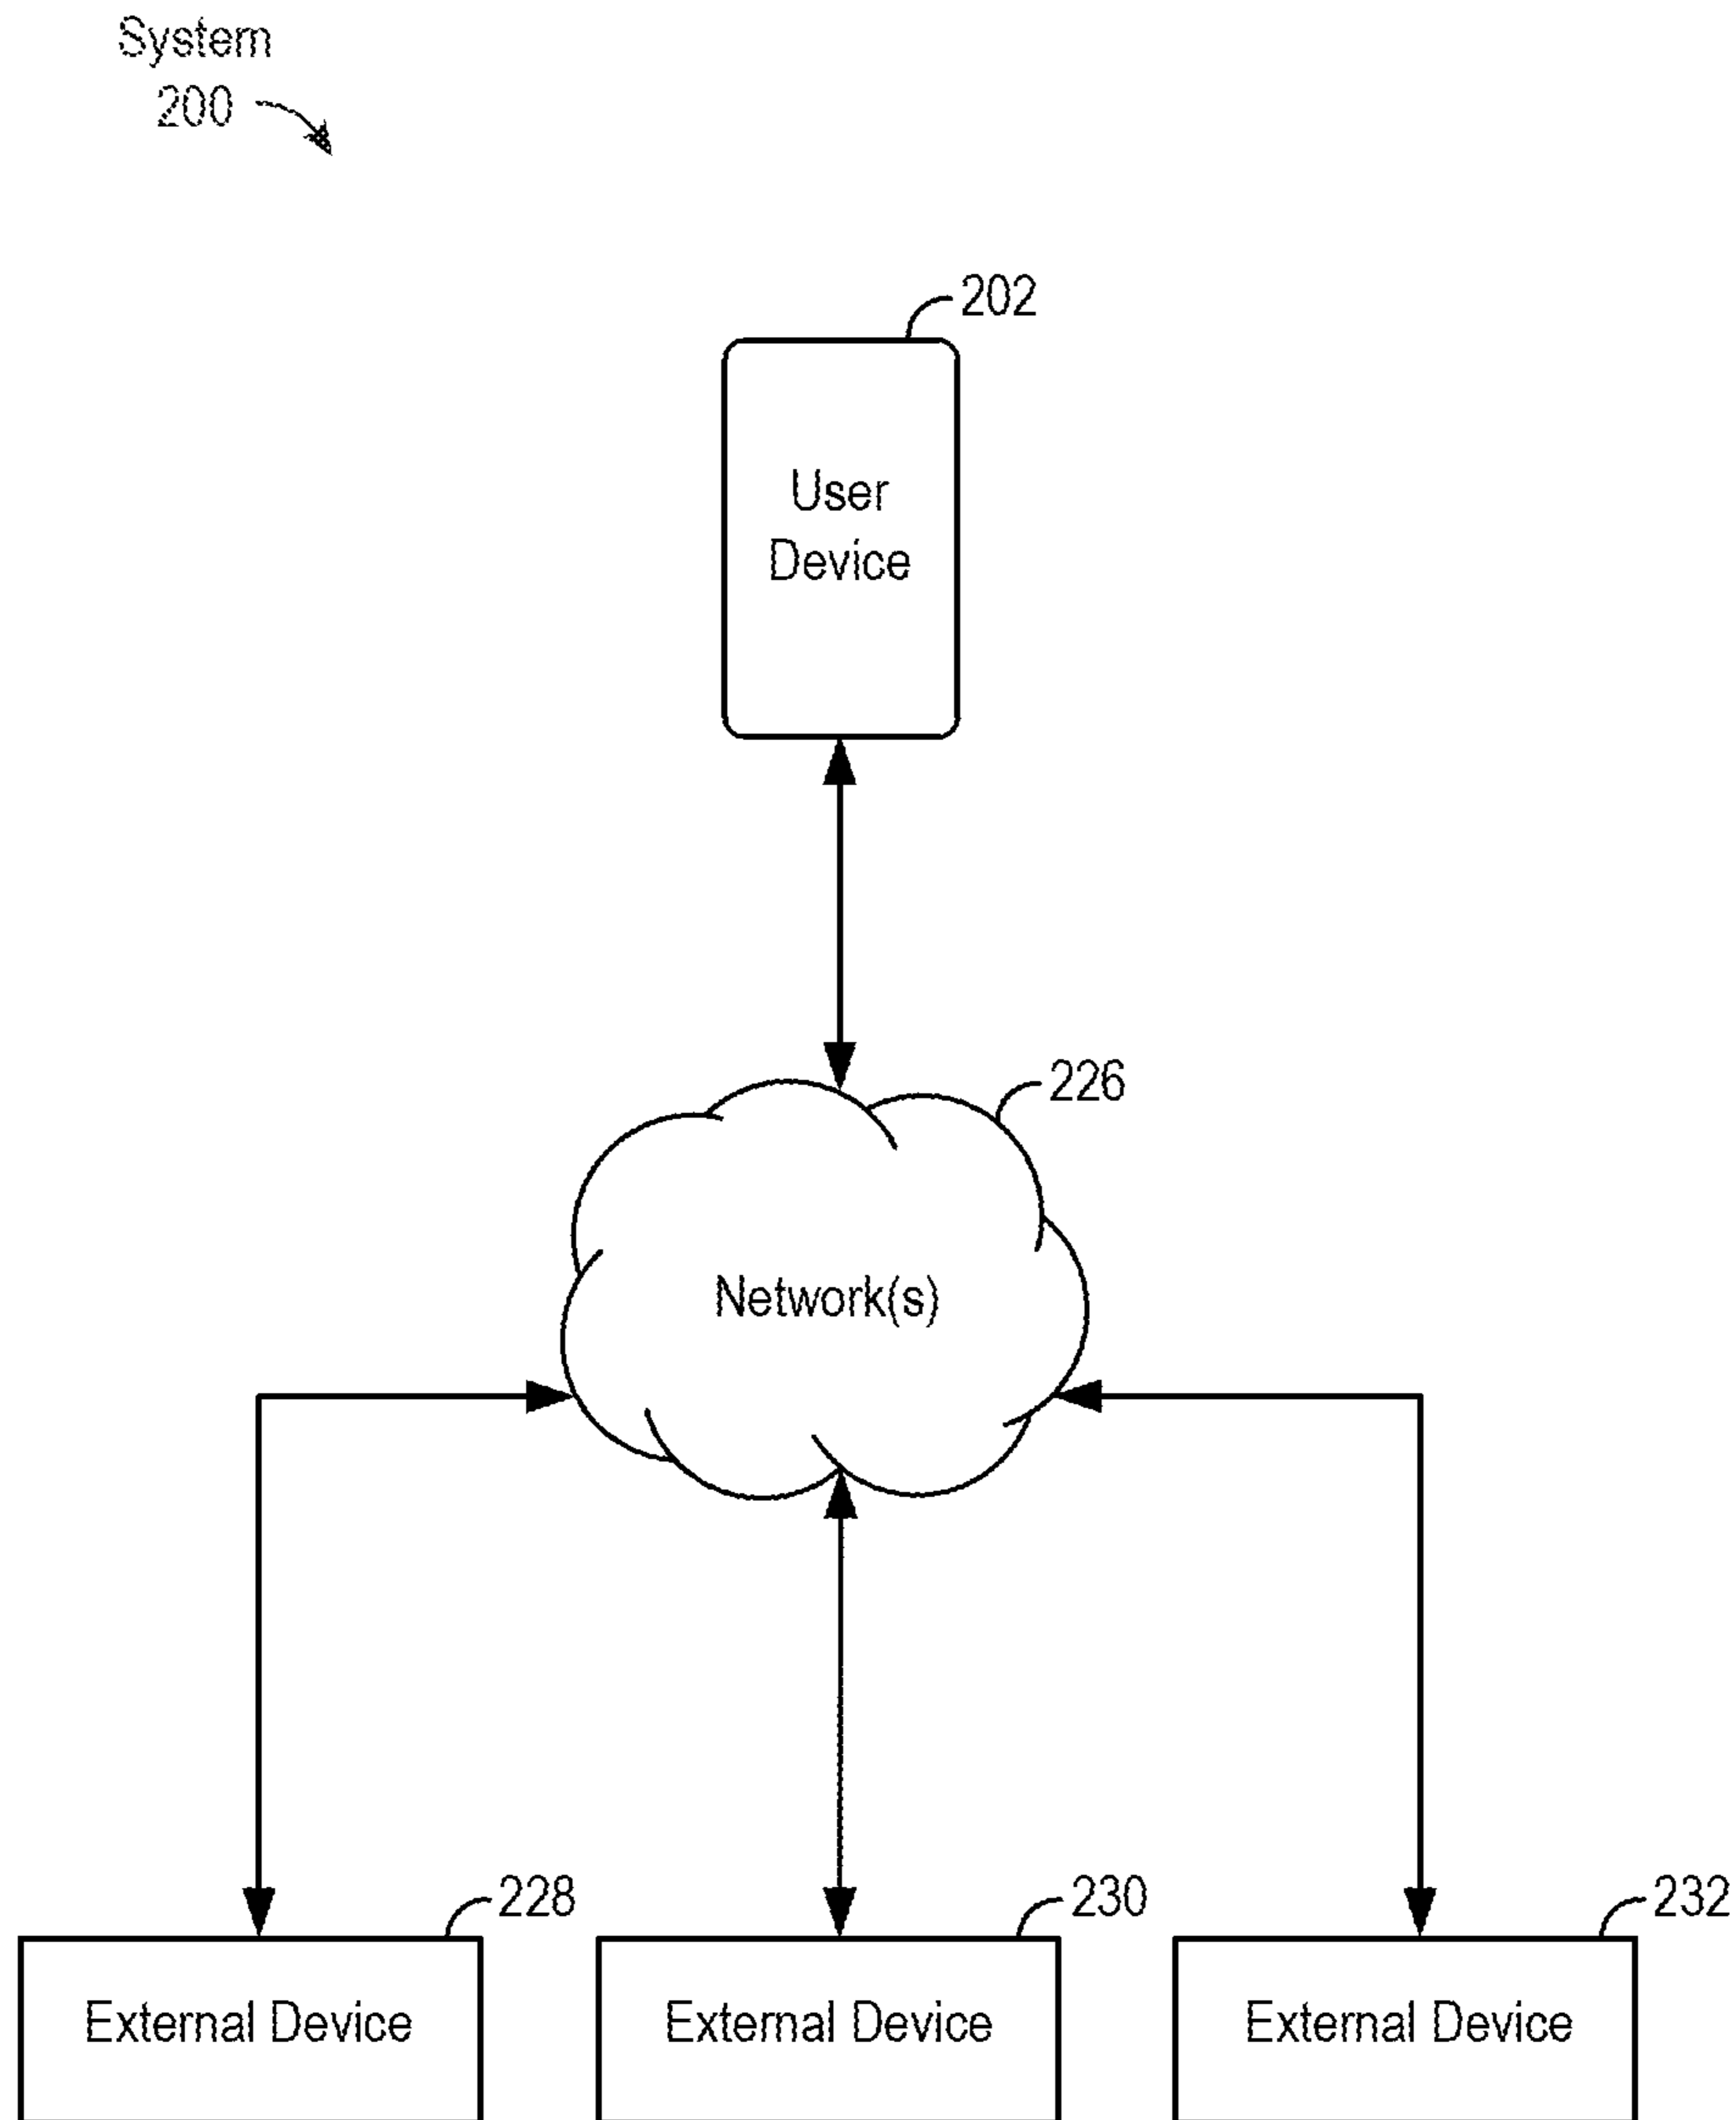 System
200
202
User
Device
226
Network(s)
228
230
232
External Device
External Device
External Device